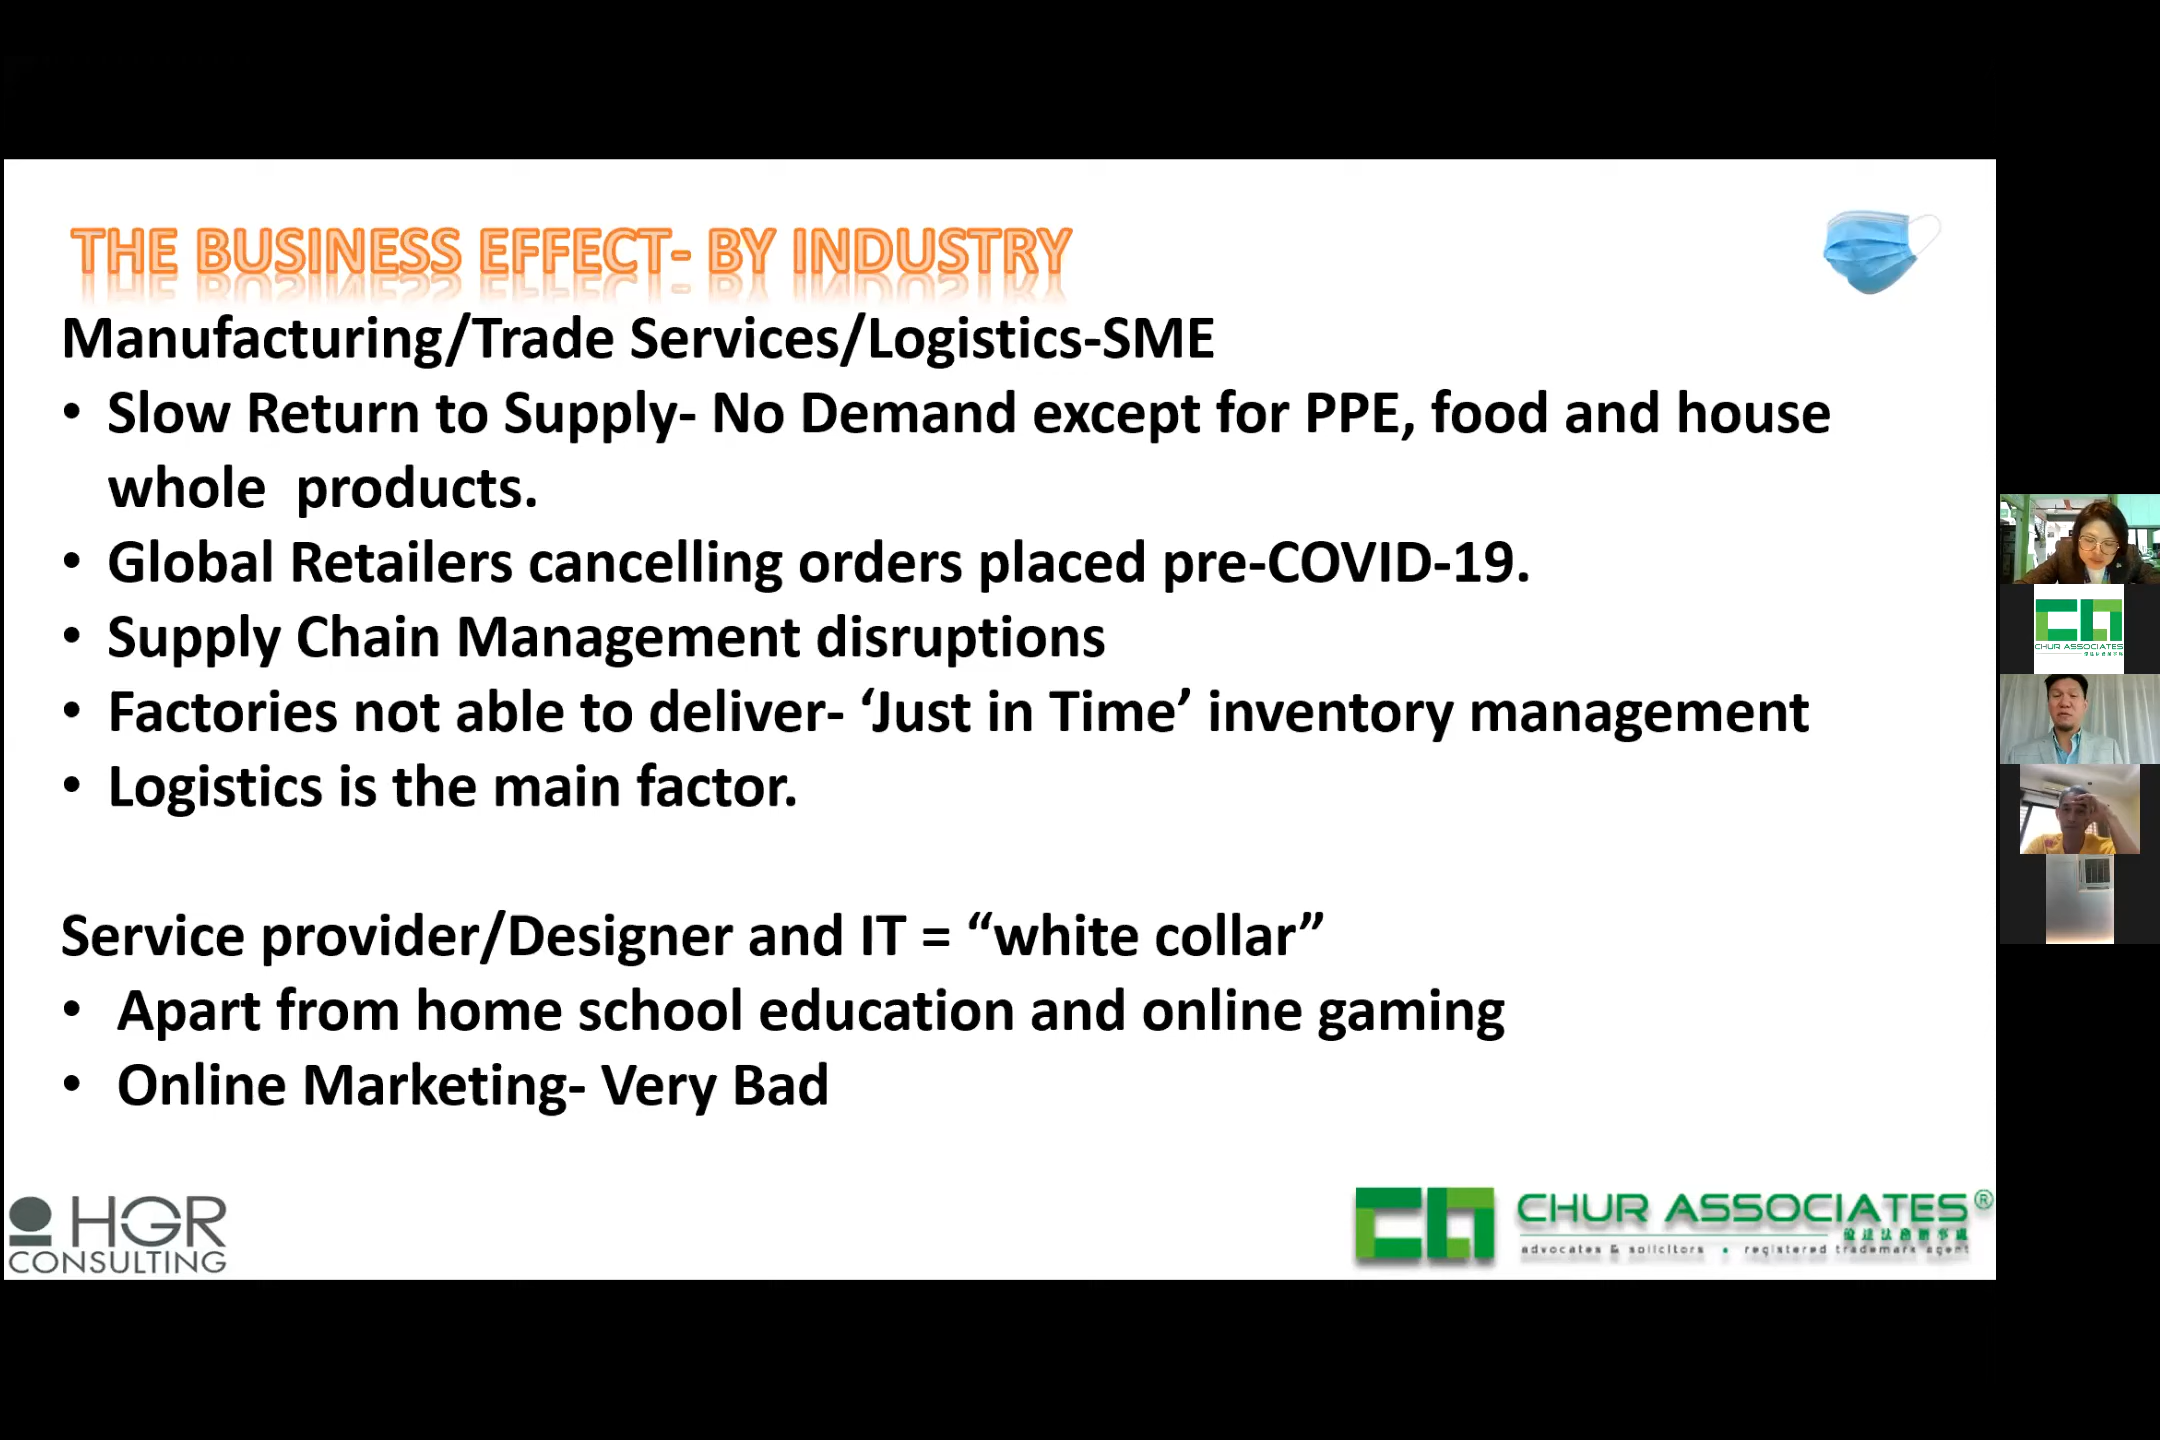 THE BUSINESS EFFECT- BY INDUSTRY
Manufacturing/Trade Services/Logistics-SME
• Slow Return to Supply- No Demand except for PPE, food and house
whole  products.
• Global Retailers cancelling orders placed pre-COVID-19.
• Supply Chain Management disruptions
• Factories not able to deliver- ‘Just in Time’ inventory management
• Logistics is the main factor.
Service provider/Designer and IT = “white collar”
• Apart from home school education and online gaming
• Online Marketing- Very Bad
HGR
CONSULTING
CHUR ASSOCIATES®
advocates & solicitors • registered trademark agent
CHUR ASSOCIATES